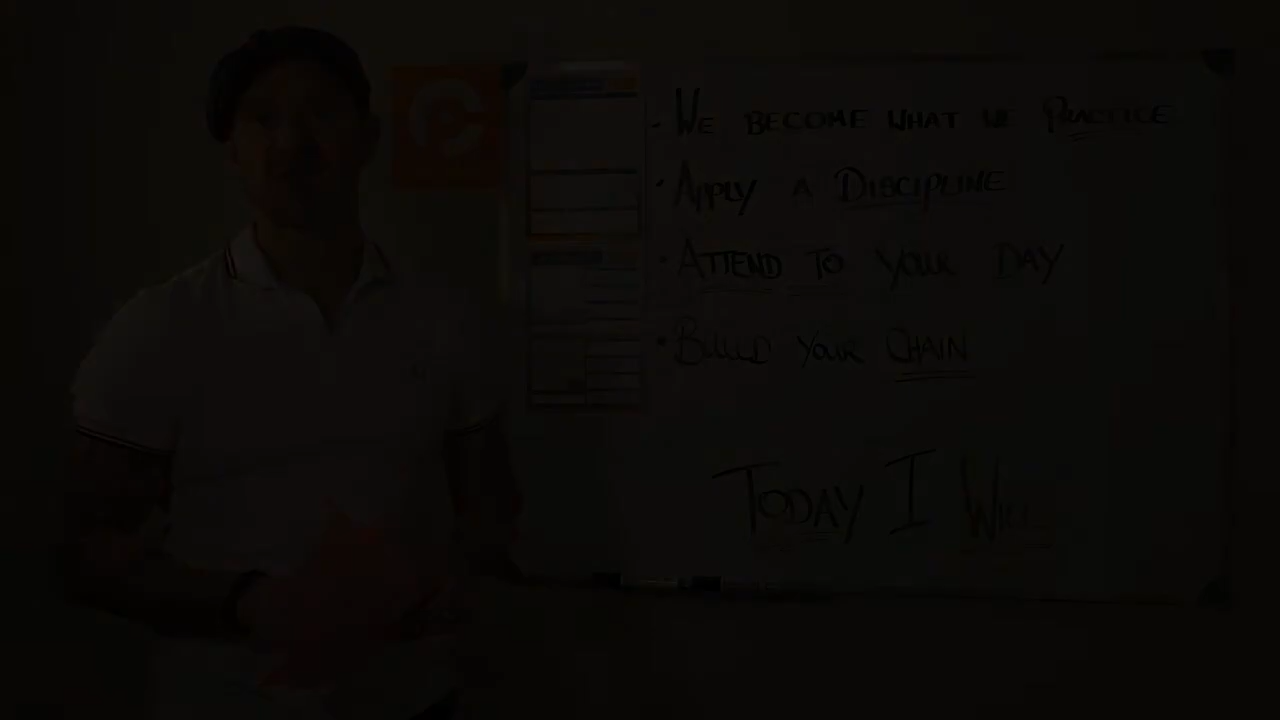 • We become what we Practice
• Apply a Discipline
• Attend to your Day
• Build your Chain
Today I Will